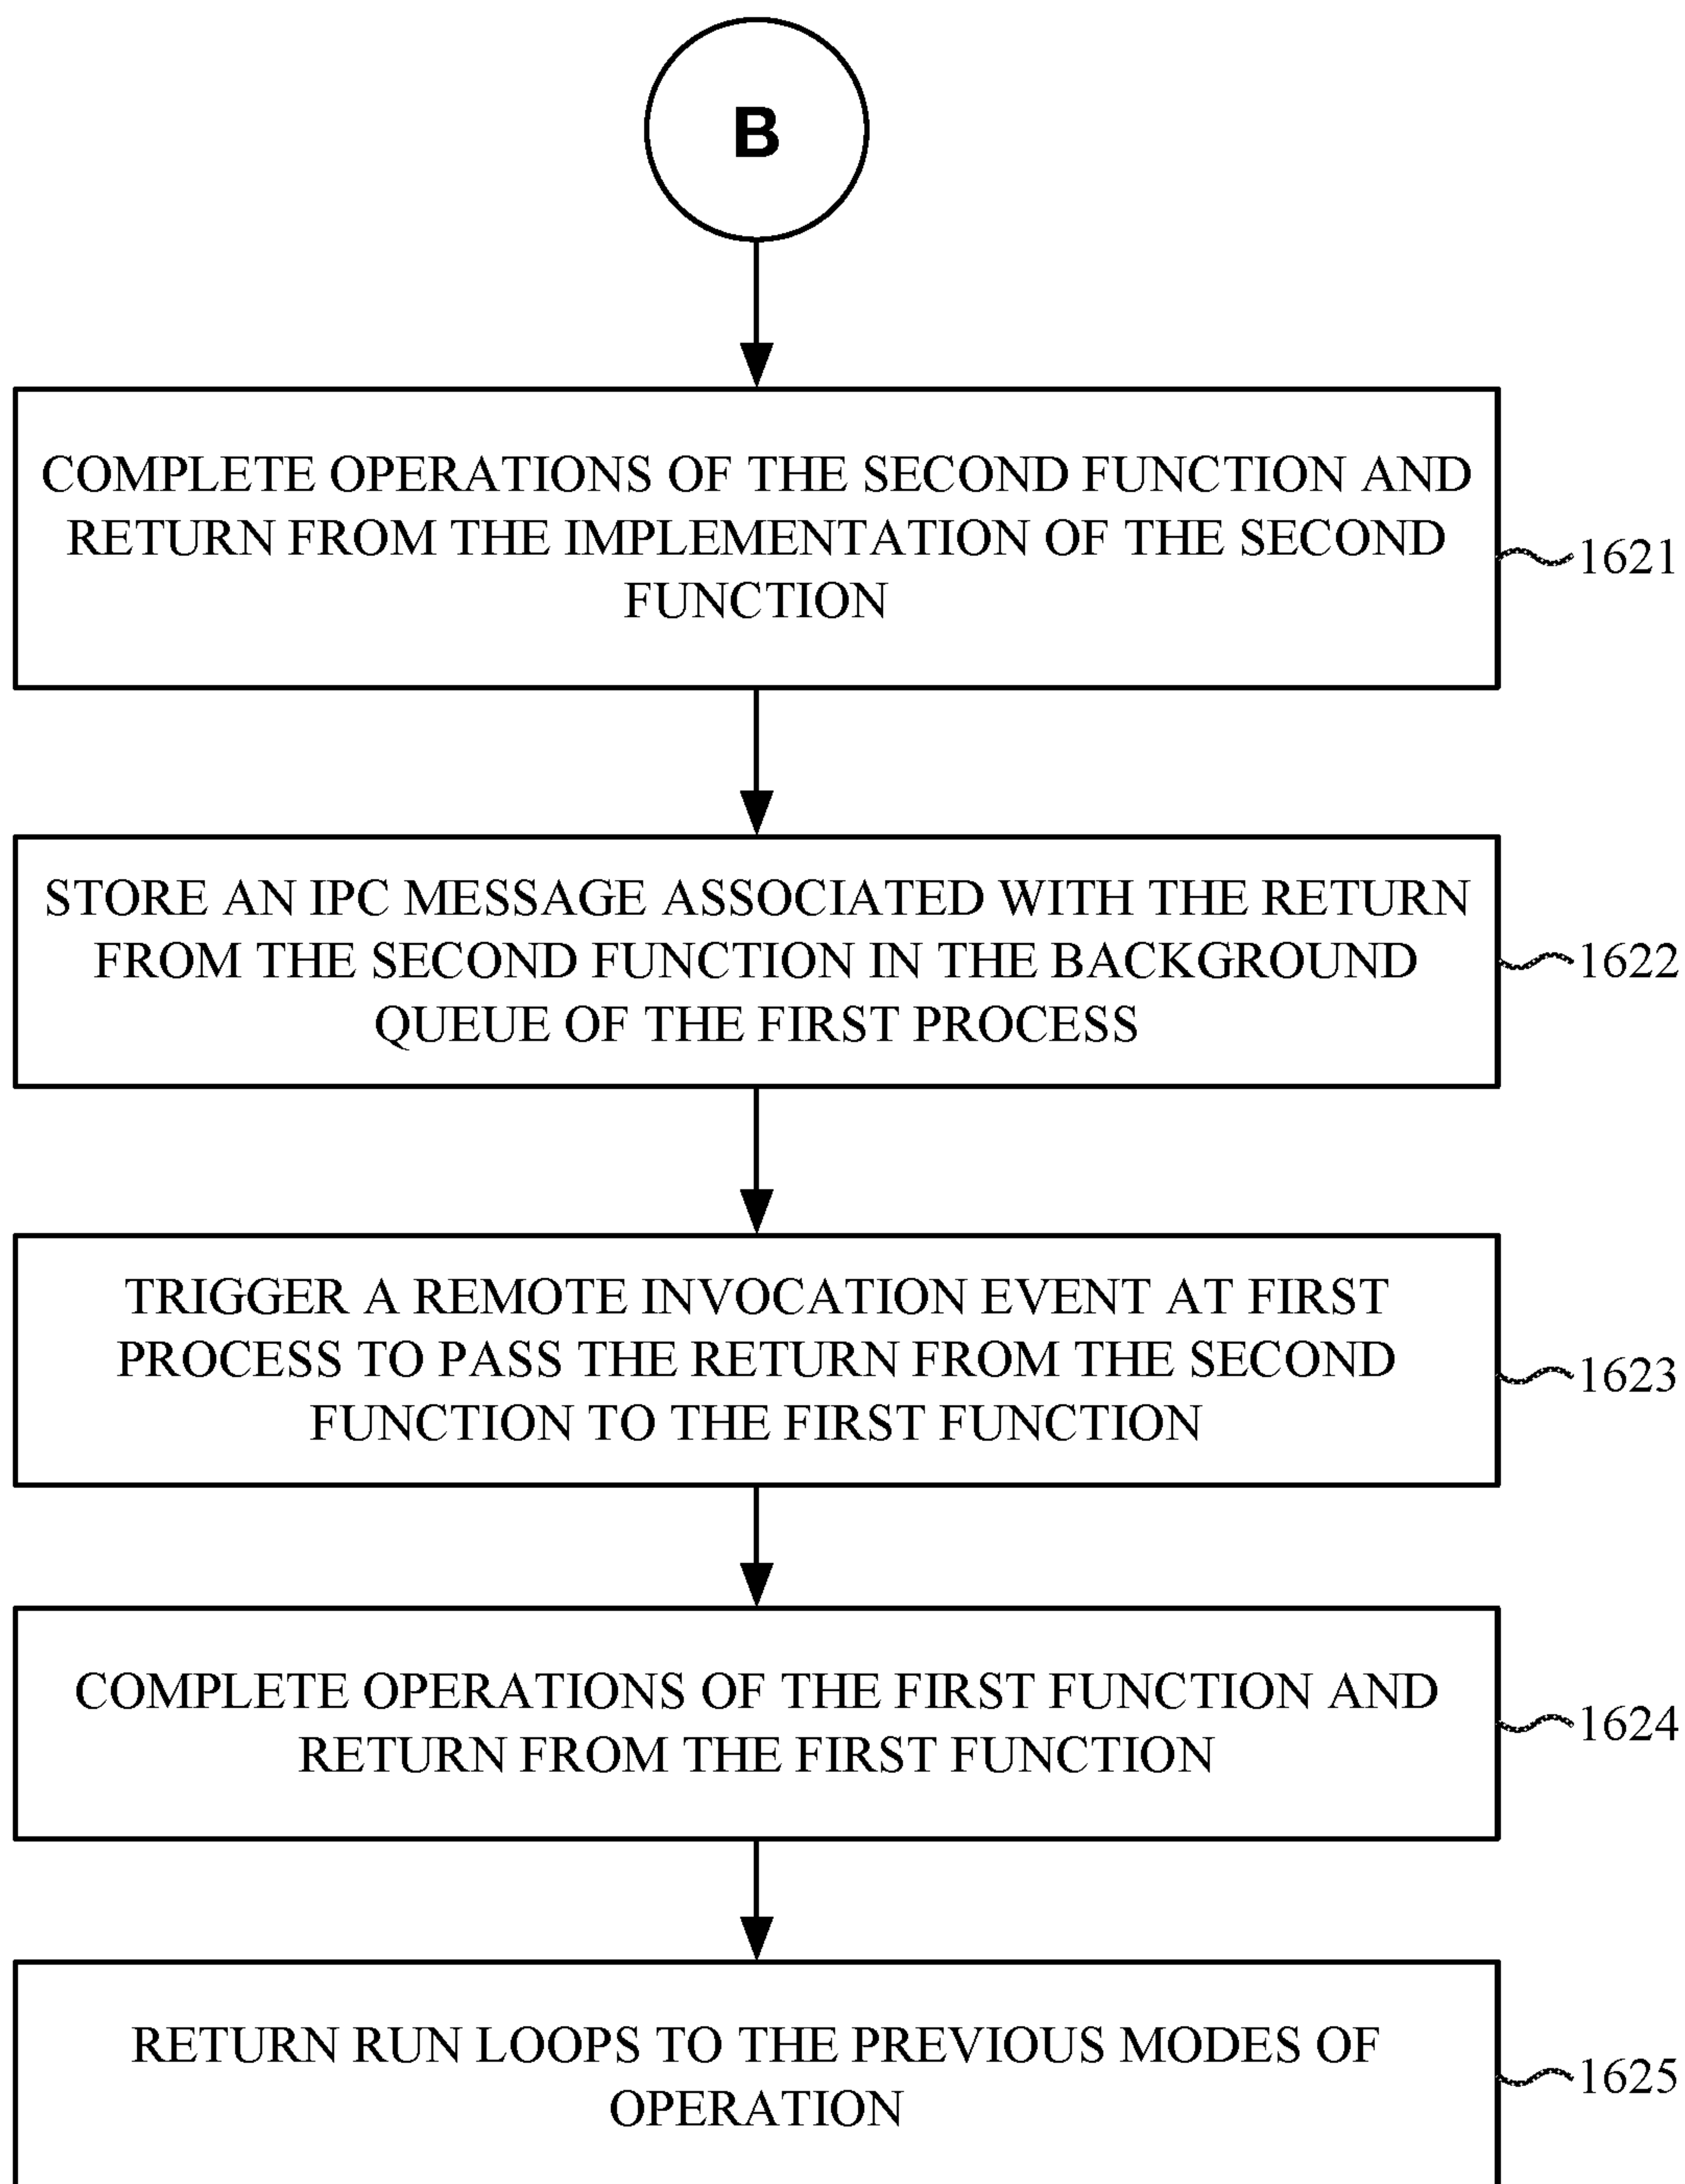 B
COMPLETE OPERATIONS OF THE SECOND FUNCTION AND
RETURN FROM THE IMPLEMENTATION OF THE SECOND
FUNCTION
1621
STORE AN IPC MESSAGE ASSOCIATED WITH THE RETURN
FROM THE SECOND FUNCTION IN THE BACKGROUND
QUEUE OF THE FIRST PROCESS
1622
TRIGGER A REMOTE INVOCATION EVENT AT FIRST
PROCESS TO PASS THE RETURN FROM THE SECOND
FUNCTION TO THE FIRST FUNCTION
1623
COMPLETE OPERATIONS OF THE FIRST FUNCTION AND
RETURN FROM THE FIRST FUNCTION
1624
RETURN RUN LOOPS TO THE PREVIOUS MODES OF
OPERATION
1625